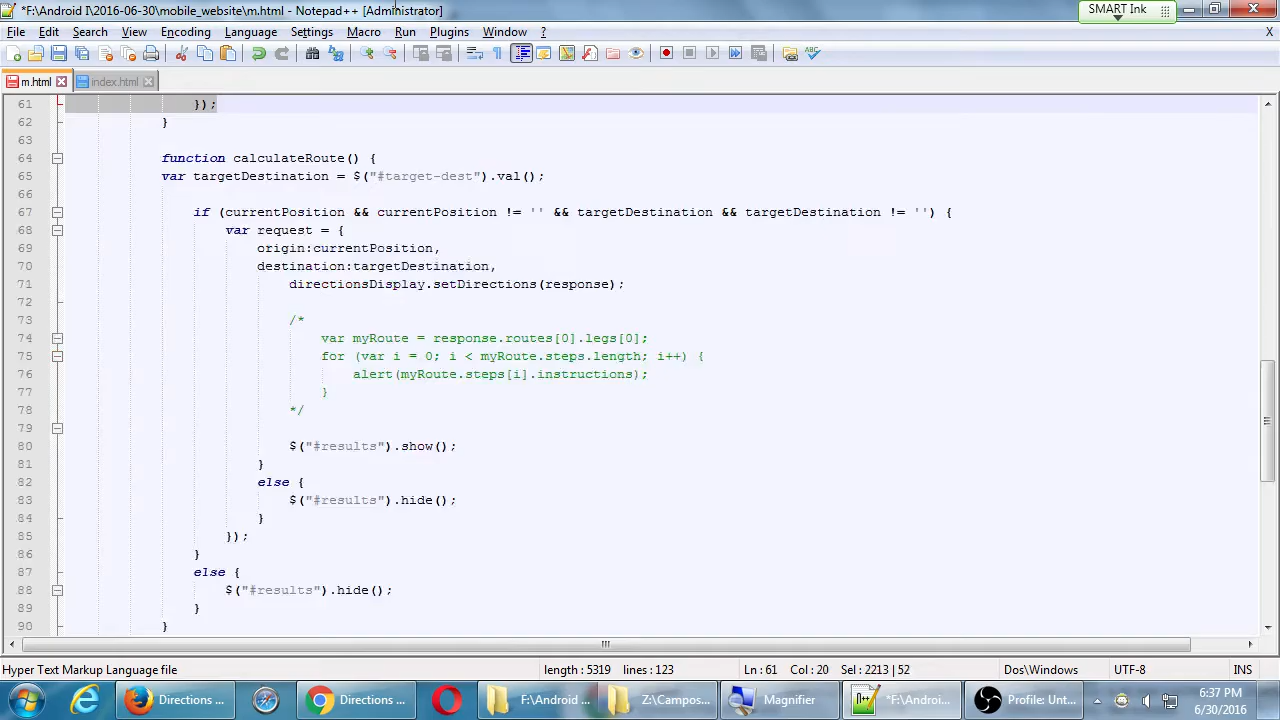 *F:\Android I\2016-06-30\mobile_website\m.html - Notepad++ [Administrator]
SMART Ink
File Edit Search View Encoding Language Settings Macro Run Plugins Window ? X
m.html index.html
61 });
62 }
63
64 function calculateRoute() {
65 var targetDestination = $("#target-dest").val();
66
67 if (currentPosition && currentPosition != '' && targetDestination && targetDestination != '') {
68 var request = {
69 origin:currentPosition,
70 destination:targetDestination,
71 directionsDisplay.setDirections(response);
72
73 /*
74 var myRoute = response.routes[0].legs[0];
75 for (var i = 0; i < myRoute.steps.length; i++) {
76 alert(myRoute.steps[i].instructions);
77 }
78 */
79
80 $("#results").show();
81 }
82 else {
83 $("#results").hide();
84 }
85 });
86 }
87 else {
88 $("#results").hide();
89 }
90 }
Hyper Text Markup Language file length : 5319 lines : 123 Ln : 61 Col : 20 Sel : 2213 | 52 Dos\Windows UTF-8 INS
Directions ... Directions ... F:\Android ... Z:\Campos... Magnifier *F:\Androi... Profile: Unt... 6:37 PM
6/30/2016